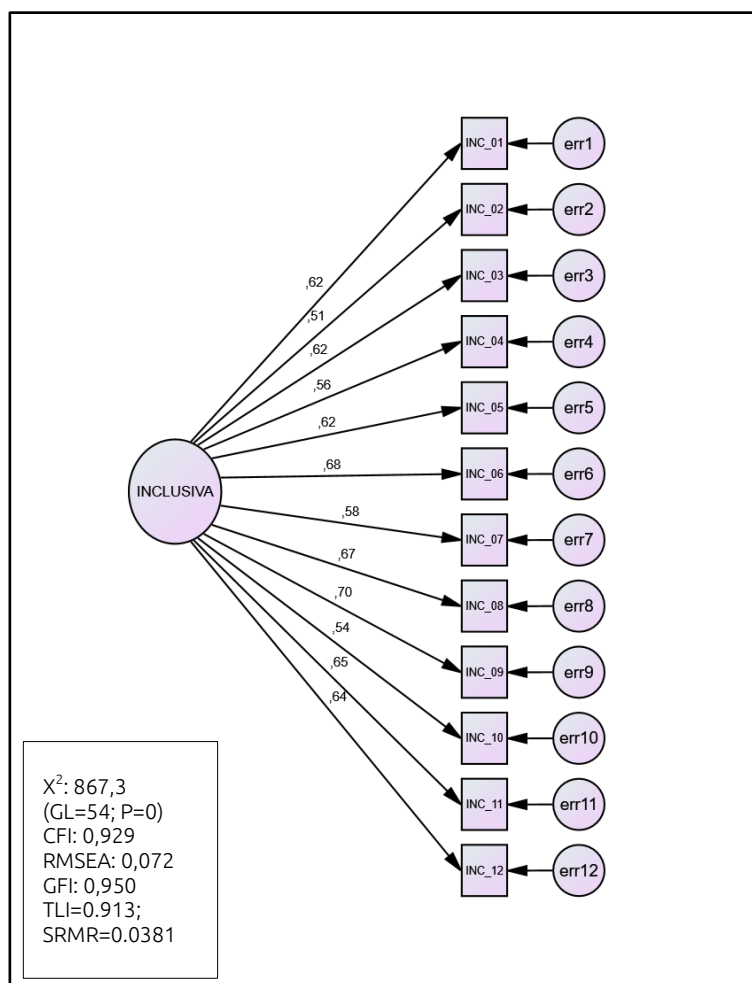 INC_01
err1
INC_02
err2
INC_03
err3
,62
,51
,62
INC_04
err4
,56
INC_05
err5
,62
INC_06
err6
,68
INCLUSIVA
INC_07
err7
,58
INC_08
err8
,67
INC_09
err9
,70
INC_10
err10
,54
INC_11
err11
,65
INC_12
err12
,64
X²: 867,3
(GL=54; P=0)
CFI: 0,929
RMSEA: 0,072
GFI: 0,950
TLI=0.913;
SRMR=0.0381